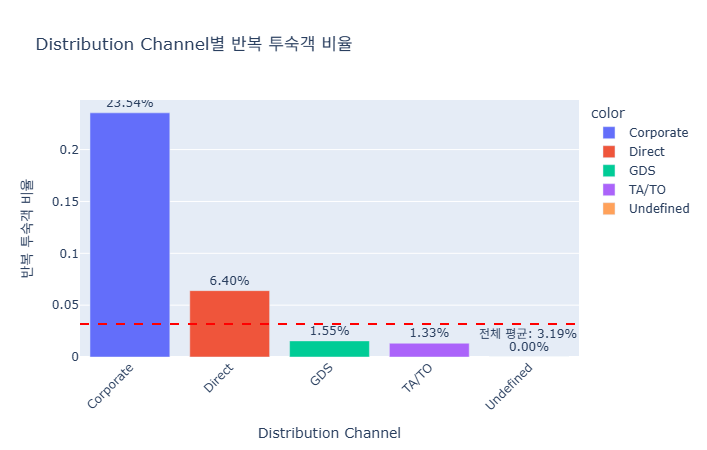 Distribution Channel별 반복 투숙객 비율
color
Corporate
Direct
GDS
TA/TO
Undefined
반복 투숙객 비율
0.2
0.15
0.1
0.05
0
23.54%
6.40%
1.55%
1.33%
전체 평균: 3.19%
0.00%
Corporate
Direct
GDS
TA/TO
Undefined
Distribution Channel